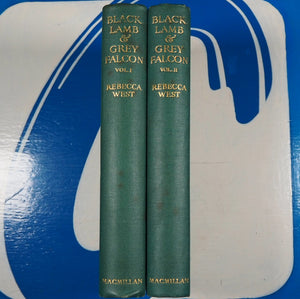 BLACK
LAMB
&
GREY
FALCON
VOL. I
REBECCA
WEST
MACMILLAN
BLACK
LAMB
&
GREY
FALCON
VOL. II
REBECCA
WEST
MACMILLAN